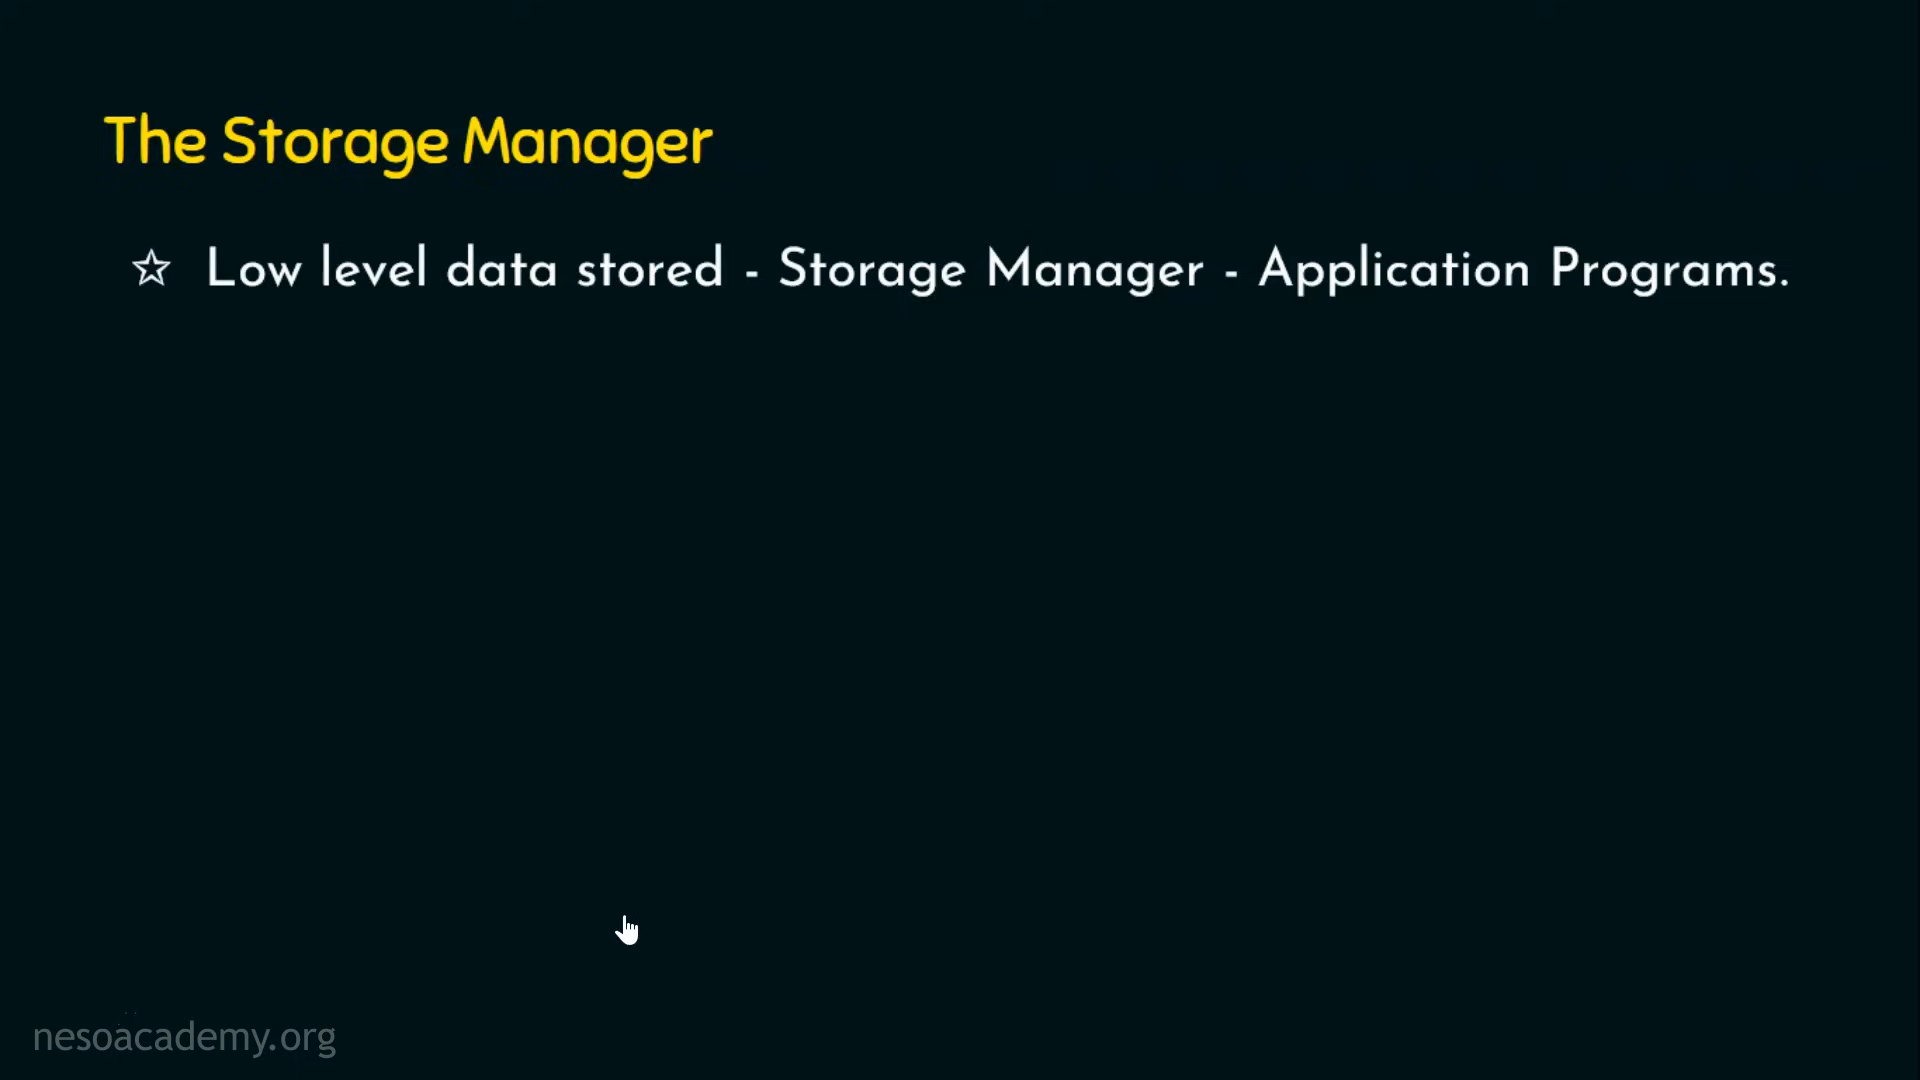 The Storage Manager
☆ Low level data stored - Storage Manager - Application Programs.
nesoacademy.org